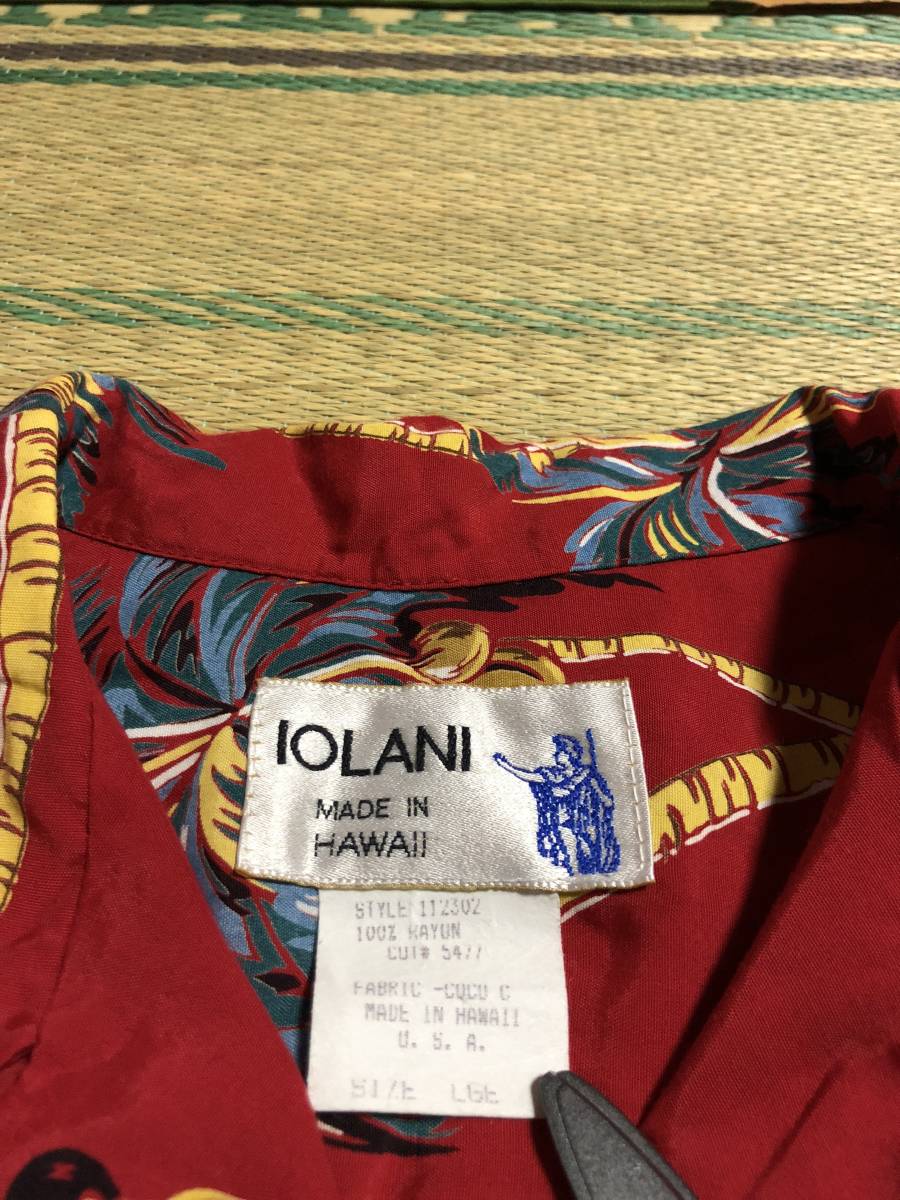 IOLANI
MADE IN
HAWAII
STYLE 112302
100% RAYON
CUT# 5477
FABRIC -COCO C
MADE IN HAWAII
U. S. A.
SIZE LGE